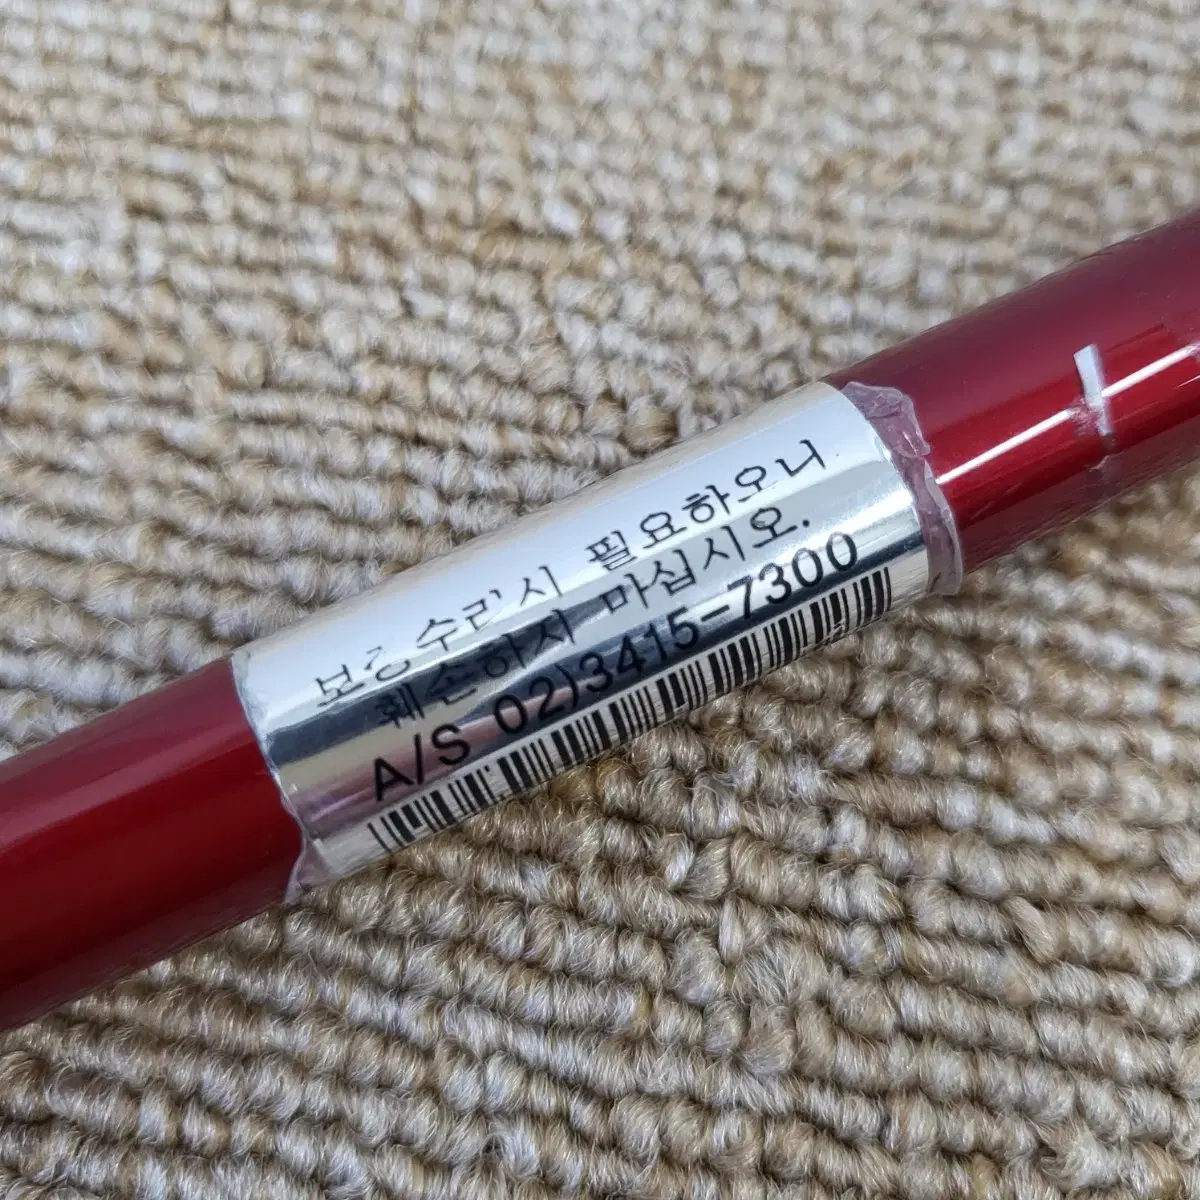 보증수리시 필요하오니
훼손하지 마십시오.
A/S 02)3415-7300